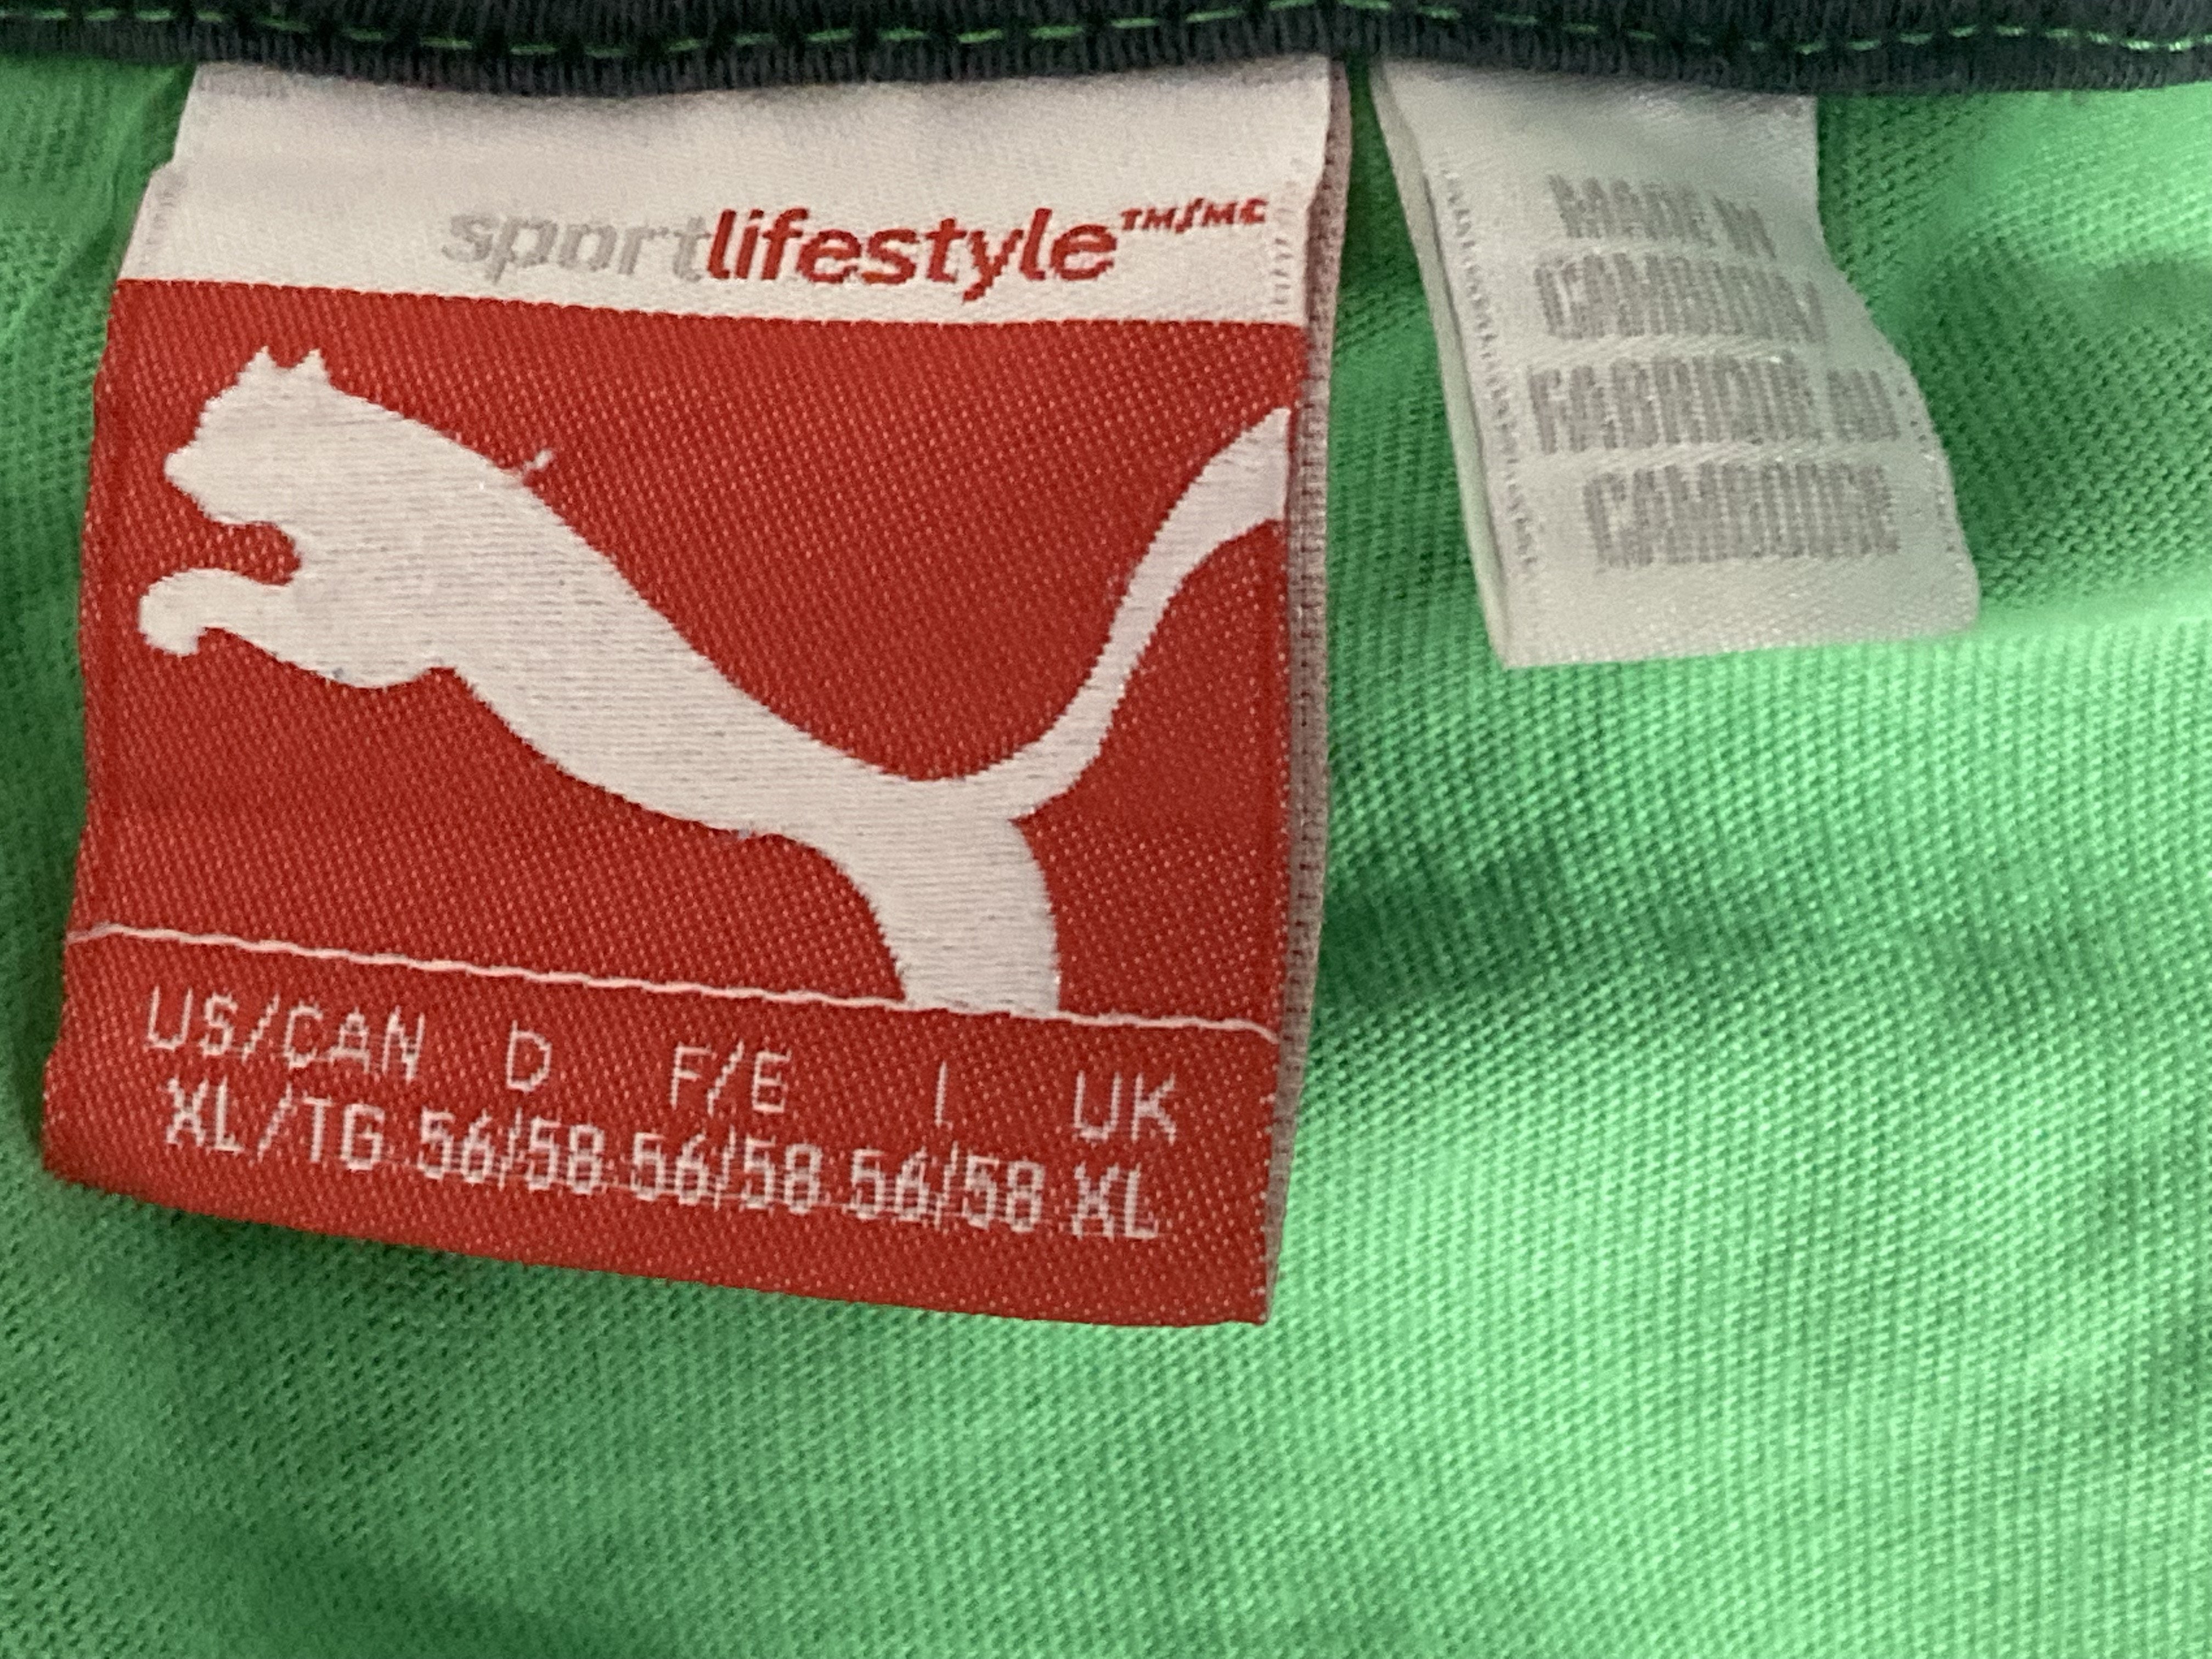 sportlifestyle™/MC
US/CAN D F/E I UK
XL/TG 56/58 56/58 56/58 XL
MADE IN
CAMBODIA
FABRIQUE AU
CAMBODGE